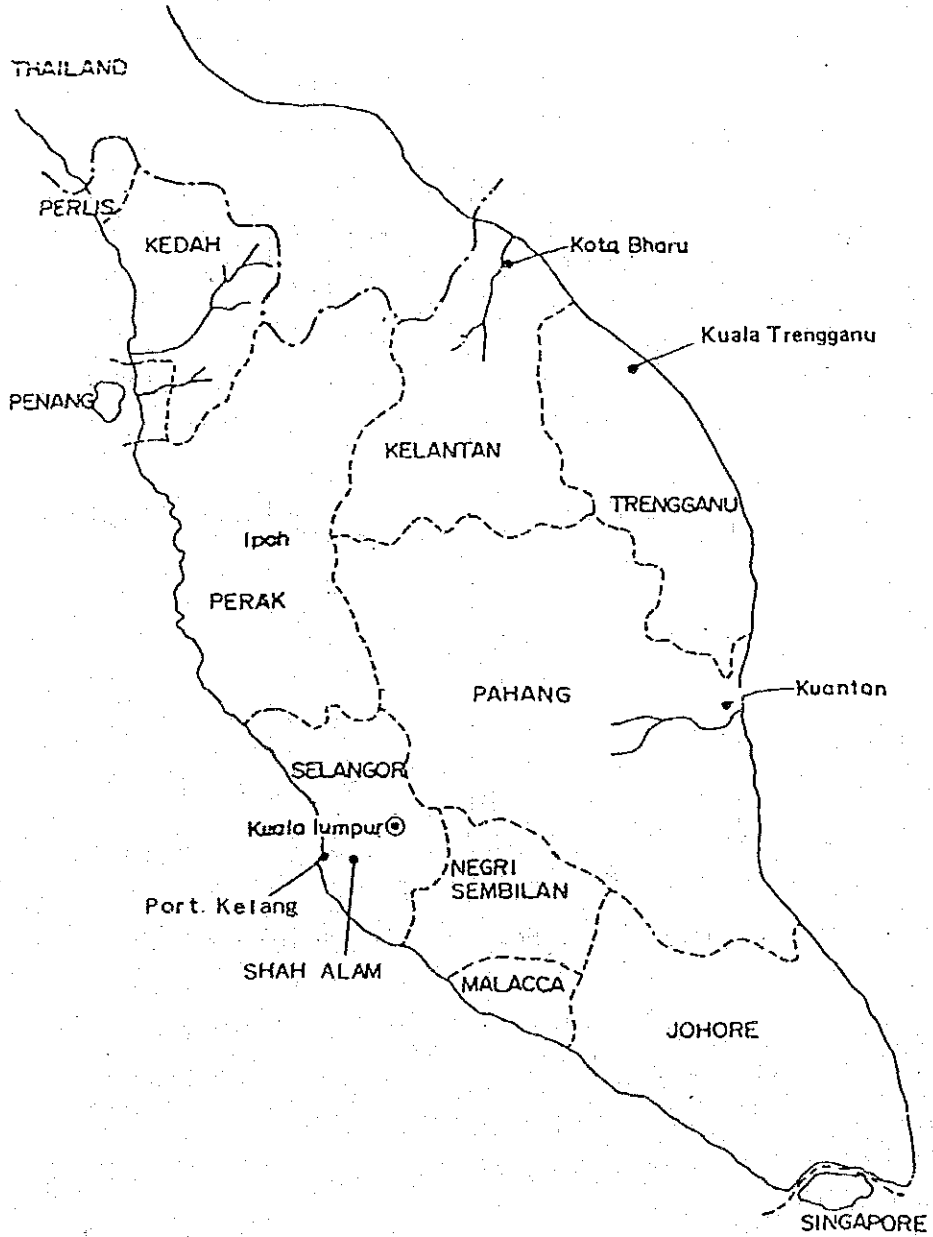 THAILAND
PERLIS
KEDAH
Kota Bharu
Kuala Trengganu
PENANG
KELANTAN
TRENGGANU
Ipoh
PERAK
PAHANG
Kuantan
SELANGOR
Kuala lumpur
NEGRI
SEMBILAN
Port. Kelang
SHAH ALAM
MALACCA
JOHORE
SINGAPORE